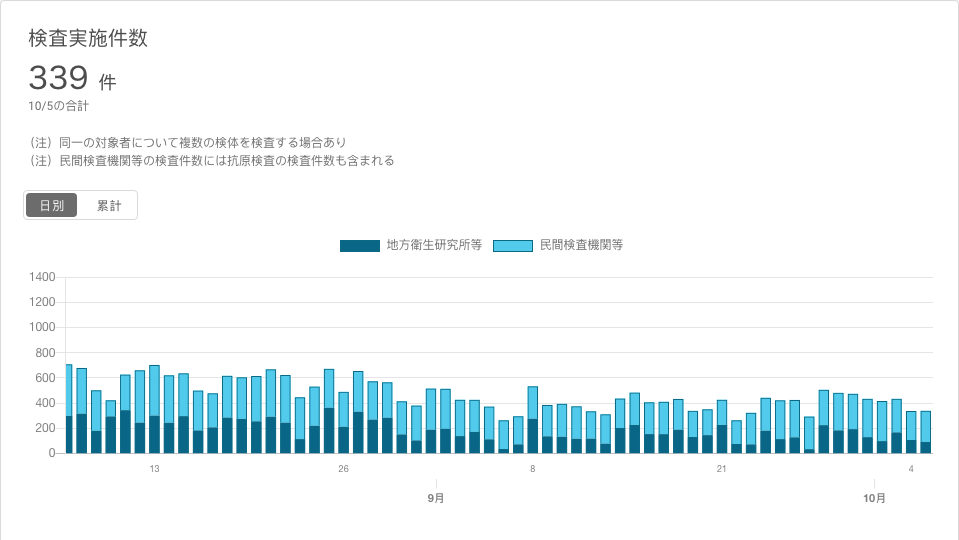 検査実施件数
339 件
10/5の合計
（注）同一の対象者について複数の検体を検査する場合あり
（注）民間検査機関等の検査件数には抗原検査の検査件数も含まれる
日別 累計
地方衛生研究所等 民間検査機関等
1400
1200
1000
800
600
400
200
0
13 26 8 21 4
9月 10月